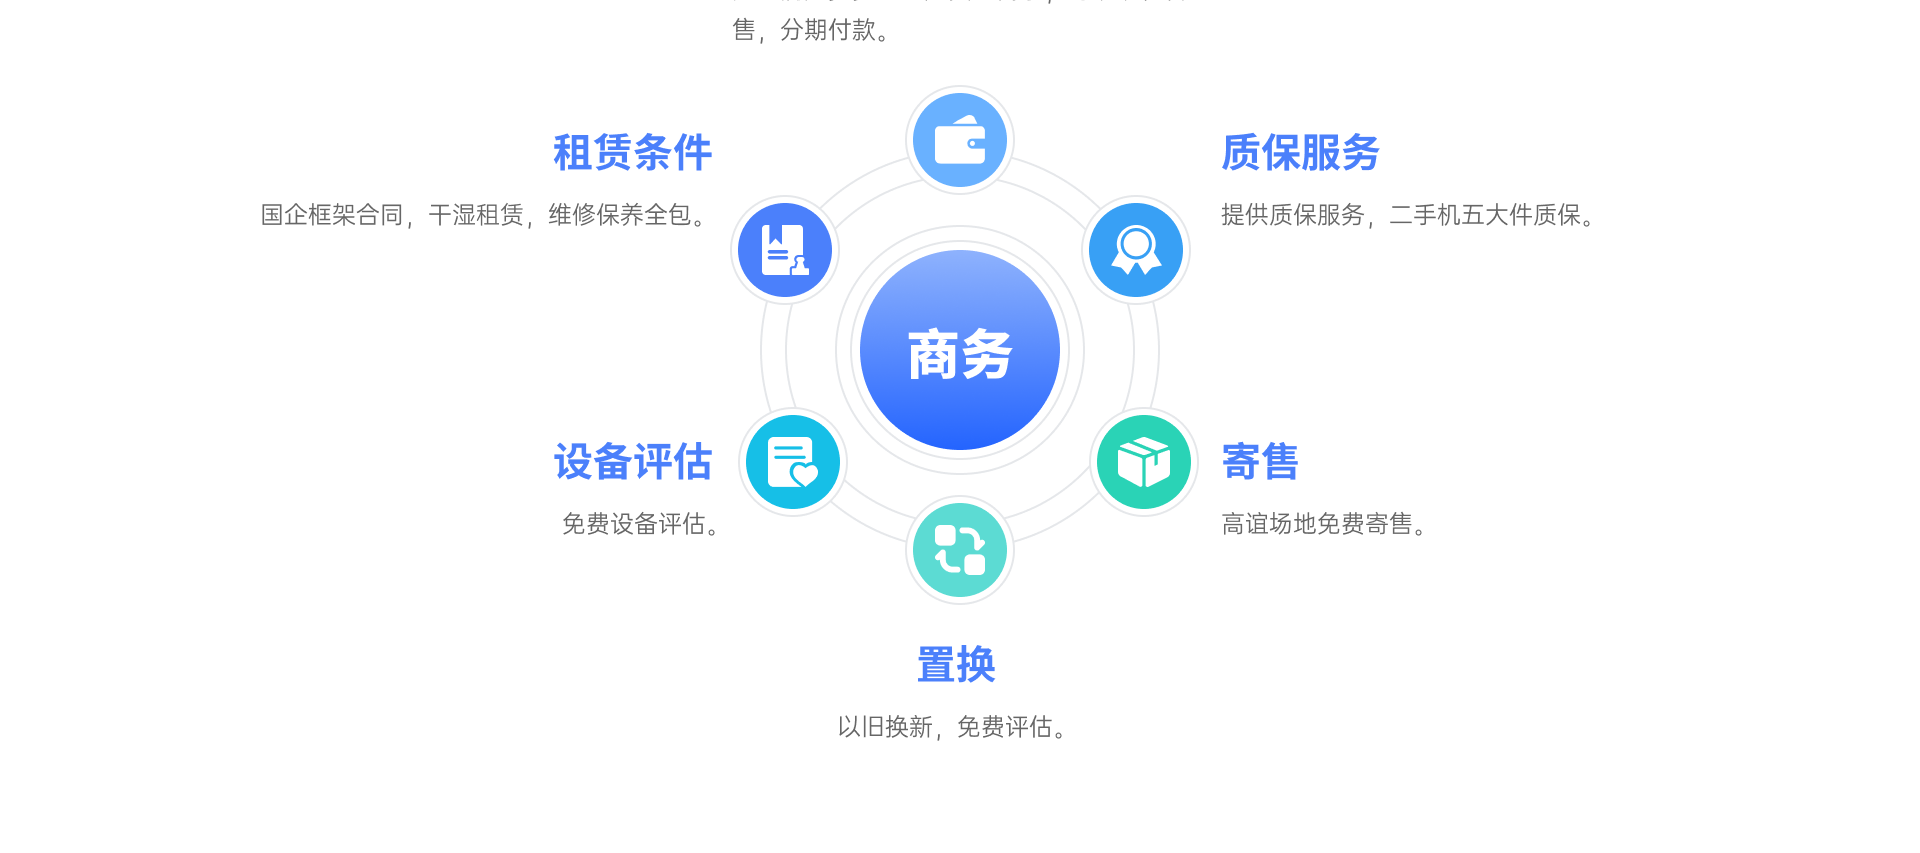 售，分期付款。
租赁条件
国企框架合同，干湿租赁，维修保养全包。
质保服务
提供质保服务，二手机五大件质保。
商务
设备评估
免费设备评估。
寄售
高谊场地免费寄售。
置换
以旧换新，免费评估。